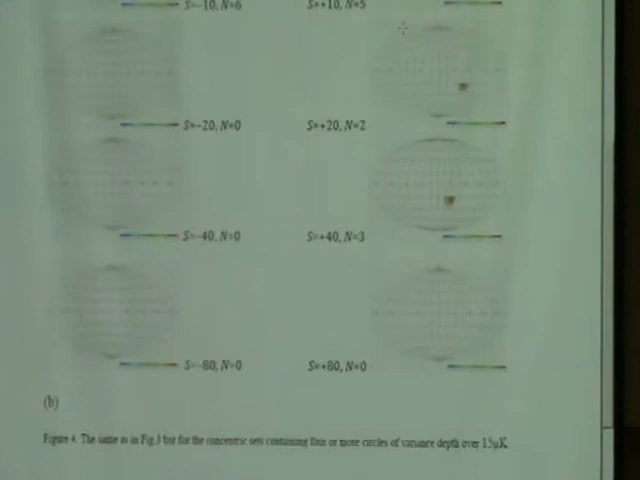 S=-10, N=6 S=+10, N=5
S=-20, N=0 S=+20, N=2
S=-40, N=0 S=+40, N=3
S=-80, N=0 S=+80, N=0
(b)
Figure 4. The same as in Fig.3 but for the concentric sets containing four or more circles of variance depth over 15μK